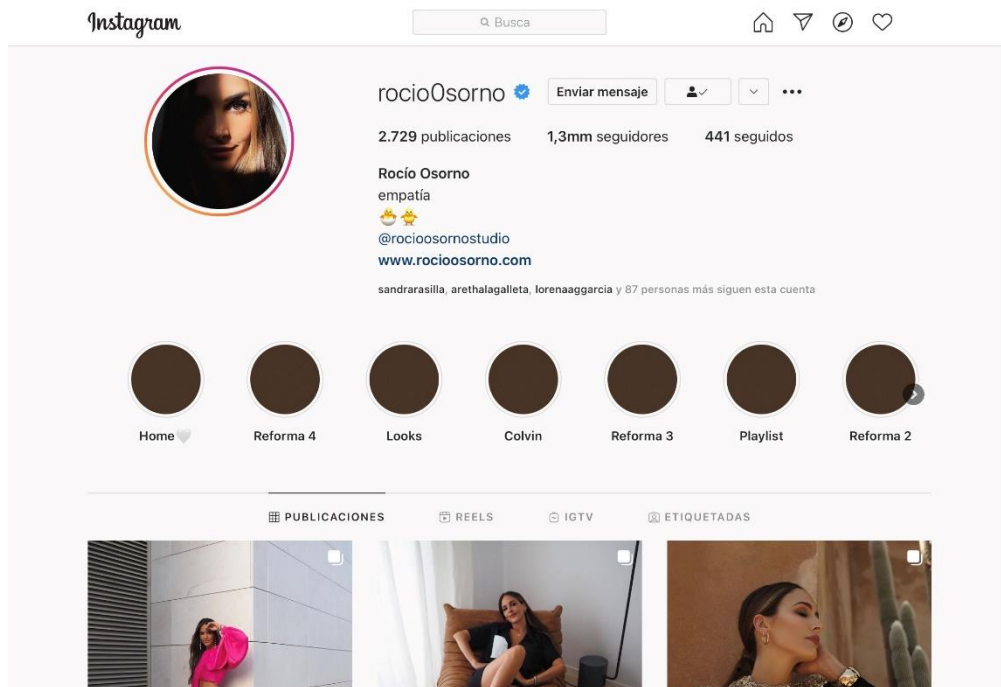 Instagram
Busca
rocio0sorno Enviar mensaje
2.729 publicaciones 1,3mm seguidores 441 seguidos
Rocío Osorno
empatía
🐣🐥
@rocioosornostudio
www.rocioosorno.com
sandrarasilla, arethalagalleta, lorenaaggarcia y 87 personas más siguen esta cuenta
Home🤍 Reforma 4 Looks Colvin Reforma 3 Playlist Reforma 2
PUBLICACIONES REELS IGTV ETIQUETADAS